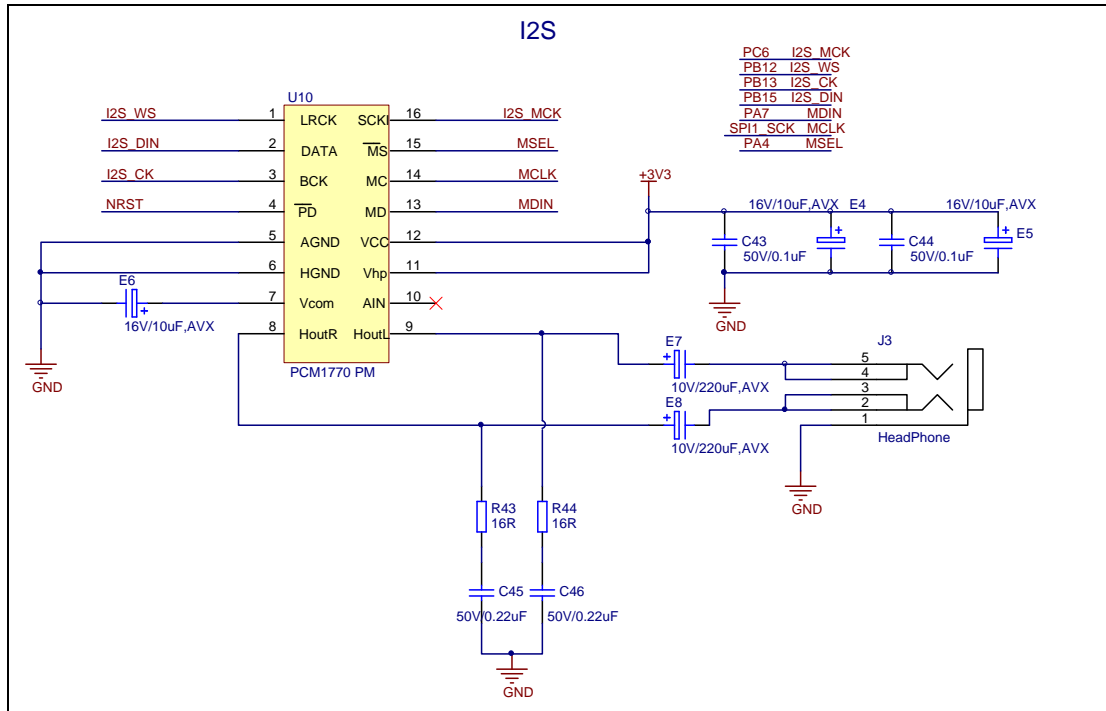 I2S
PC6 I2S_MCK
PB12 I2S_WS
PB13 I2S_CK
PB15 I2S_DIN
PA7 MDIN
SPI1_SCK MCLK
PA4 MSEL
U10
I2S_WS 1 LRCK SCKI 16 I2S_MCK
I2S_DIN 2 DATA MS 15 MSEL
I2S_CK 3 BCK MC 14 MCLK
NRST 4 PD MD 13 MDIN
5 AGND VCC 12
6 HGND Vhp 11
7 Vcom AIN 10
8 HoutR HoutL 9
PCM1770 PM
E6
+
16V/10uF,AVX
GND
+3V3
16V/10uF,AVX E4 16V/10uF,AVX
C43
50V/0.1uF
+
C44
50V/0.1uF
+
E5
GND
E7
+
10V/220uF,AVX
E8
+
10V/220uF,AVX
J3
5
4
3
2
1
HeadPhone
GND
R43
16R
R44
16R
C45
50V/0.22uF
C46
50V/0.22uF
GND